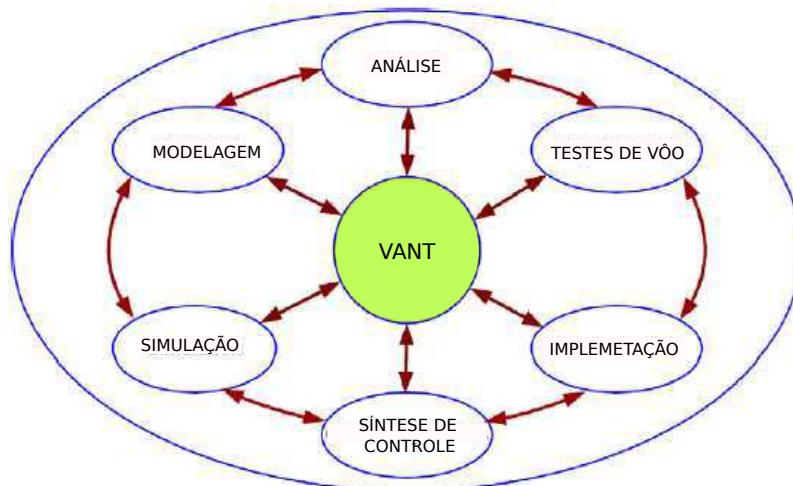 ANÁLISE
MODELAGEM
TESTES DE VÔO
VANT
SIMULAÇÃO
IMPLEMETAÇÃO
SÍNTESE DE
CONTROLE